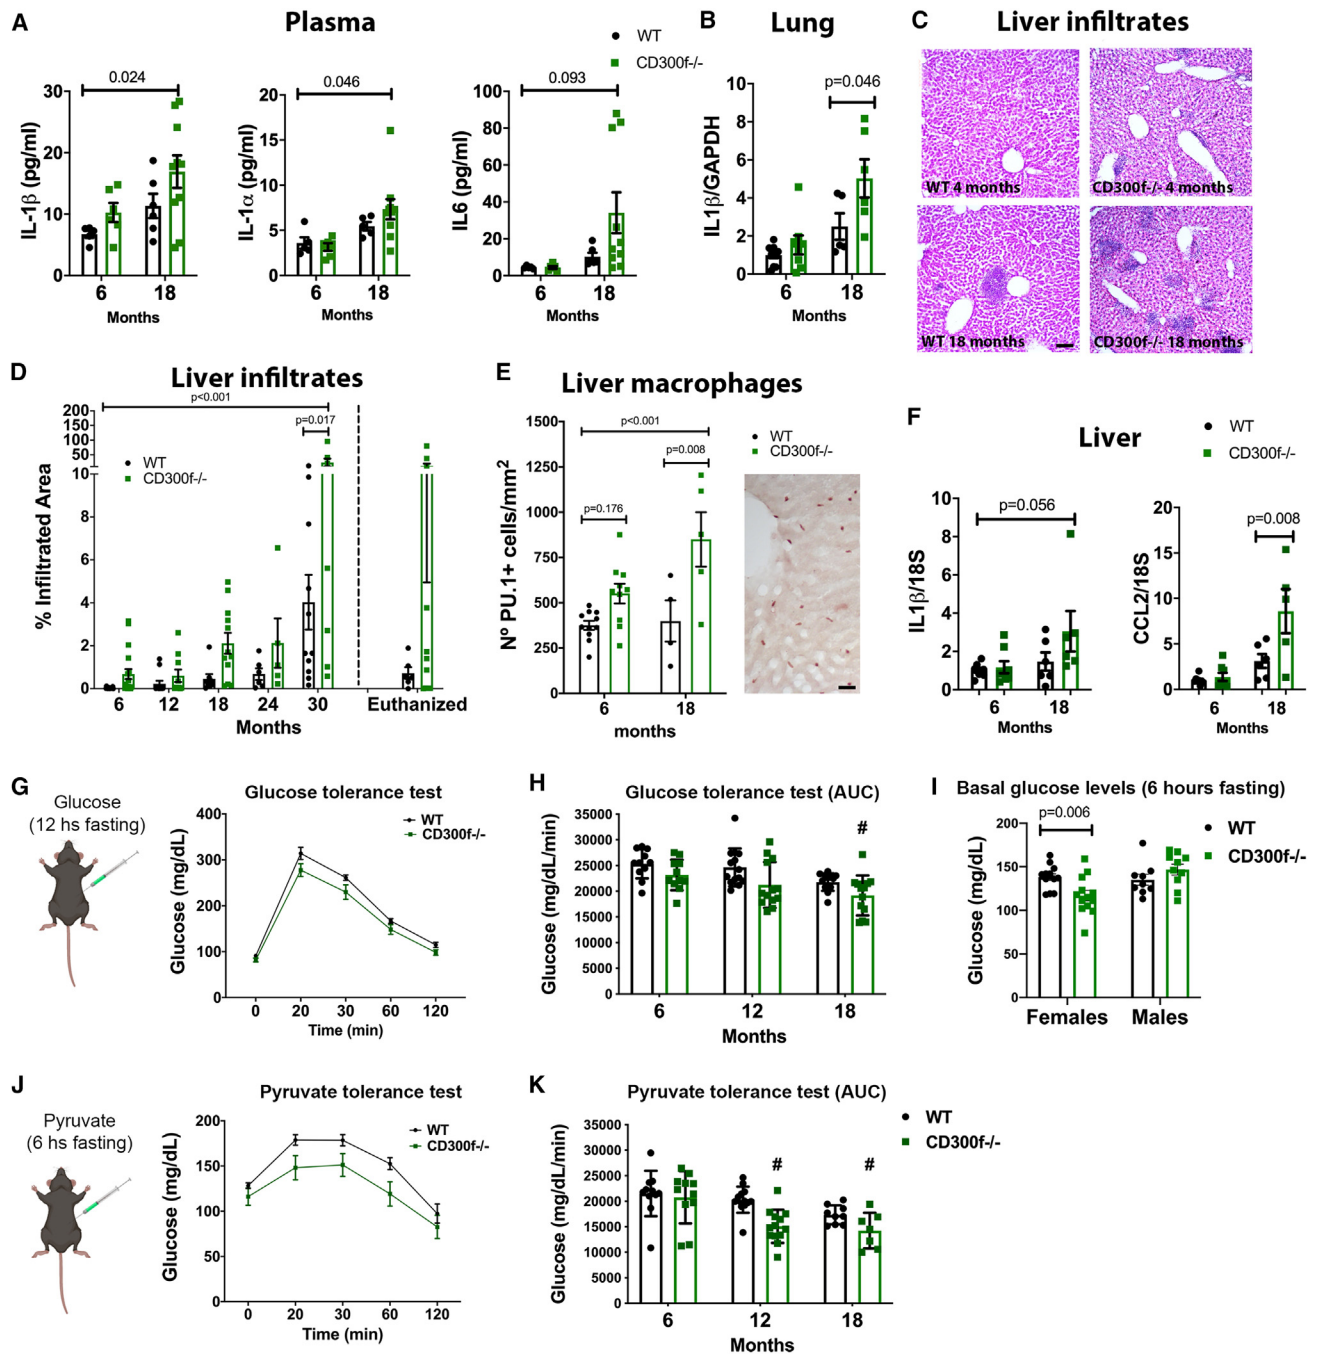 A
Plasma
WT
CD300f-/-
0.024
IL-1β (pg/ml)
30
20
10
0
6
18
Months
0.046
IL-1α (pg/ml)
20
15
10
5
0
6
18
Months
0.093
IL6 (pg/ml)
100
80
60
40
20
0
6
18
Months
B
Lung
p=0.046
IL1β/GAPDH
10
8
6
4
2
0
6
18
Months
C
Liver infiltrates
WT 4 months
CD300f-/- 4 months
WT 18 months
CD300f-/- 18 months
D
Liver infiltrates
p<0.001
p=0.017
WT
CD300f-/-
% Infiltrated Area
200
150
100
50
10
8
6
4
2
0
6
12
18
24
30
Euthanized
Months
E
Liver macrophages
p<0.001
p=0.008
p=0.176
WT
CD300f-/-
Nº PU.1+ cells/mm2
1500
1250
1000
750
500
250
0
6
18
months
F
Liver
WT
CD300f-/-
p=0.056
IL1β/18S
10
8
6
4
2
0
6
18
Months
p=0.008
CCL2/18S
20
15
10
5
0
6
18
Months
G
Glucose
(12 hs fasting)
Glucose tolerance test
WT
CD300f-/-
Glucose (mg/dL)
400
300
200
100
0
0
20
30
60
120
Time (min)
H
Glucose tolerance test (AUC)
#
Glucose (mg/dL/min)
35000
30000
25000
20000
15000
10000
5000
0
6
12
18
Months
I
Basal glucose levels (6 hours fasting)
p=0.006
WT
CD300f-/-
Glucose (mg/dL)
200
150
100
50
0
Females
Males
J
Pyruvate
(6 hs fasting)
Pyruvate tolerance test
WT
CD300f-/-
Glucose (mg/dL)
200
150
100
50
0
0
20
30
60
120
Time (min)
K
Pyruvate tolerance test (AUC)
WT
CD300f-/-
#
#
Glucose (mg/dL/min)
35000
30000
25000
20000
15000
10000
5000
0
6
12
18
Months